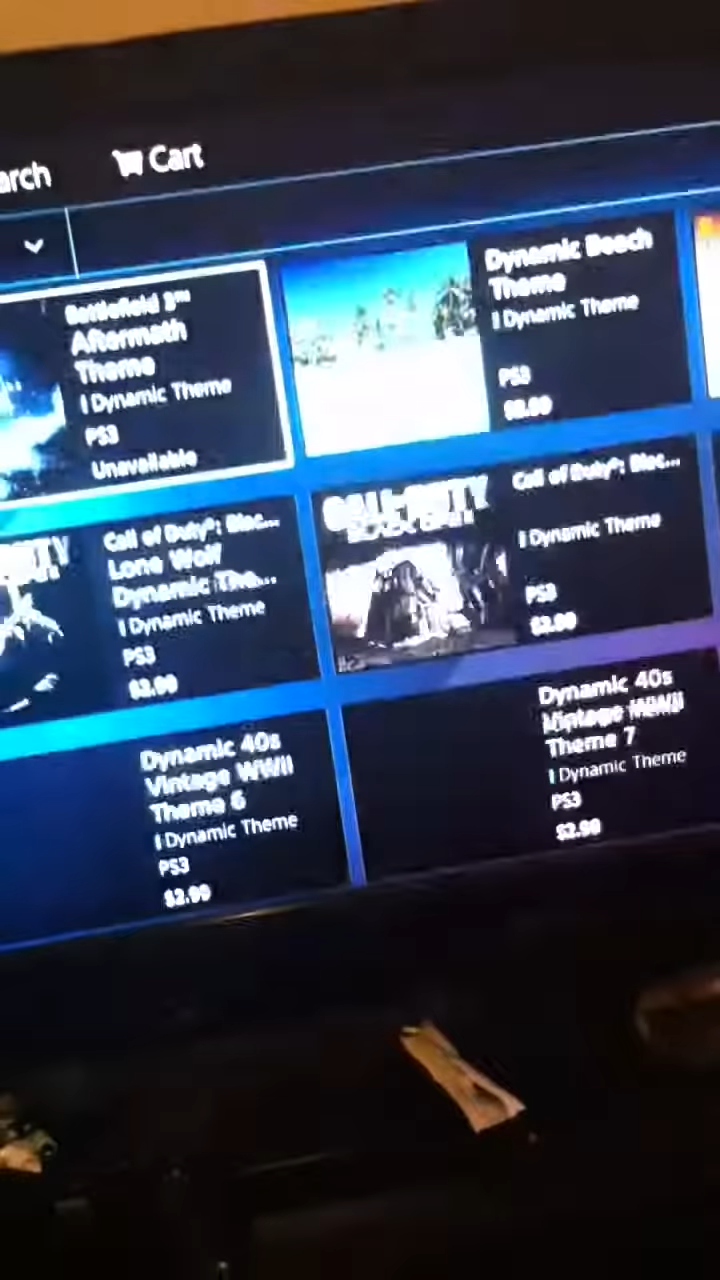 arch
Cart
Battlefield 3™
Aftermath
Theme
Dynamic Theme
PS3
Unavailable
Dynamic Beach
Theme
Dynamic Theme
PS3
Call of Duty®: Blac...
Lone Wolf
Dynamic The...
Dynamic Theme
PS3
CALL OF DUTY
BLACK OPS II
Call of Duty®: Blac...
Dynamic Theme
PS3
Dynamic 40s
Vintage WWII
Theme 6
Dynamic Theme
PS3
$2.99
Dynamic 40s
Vintage WWII
Theme 7
Dynamic Theme
PS3
$2.99